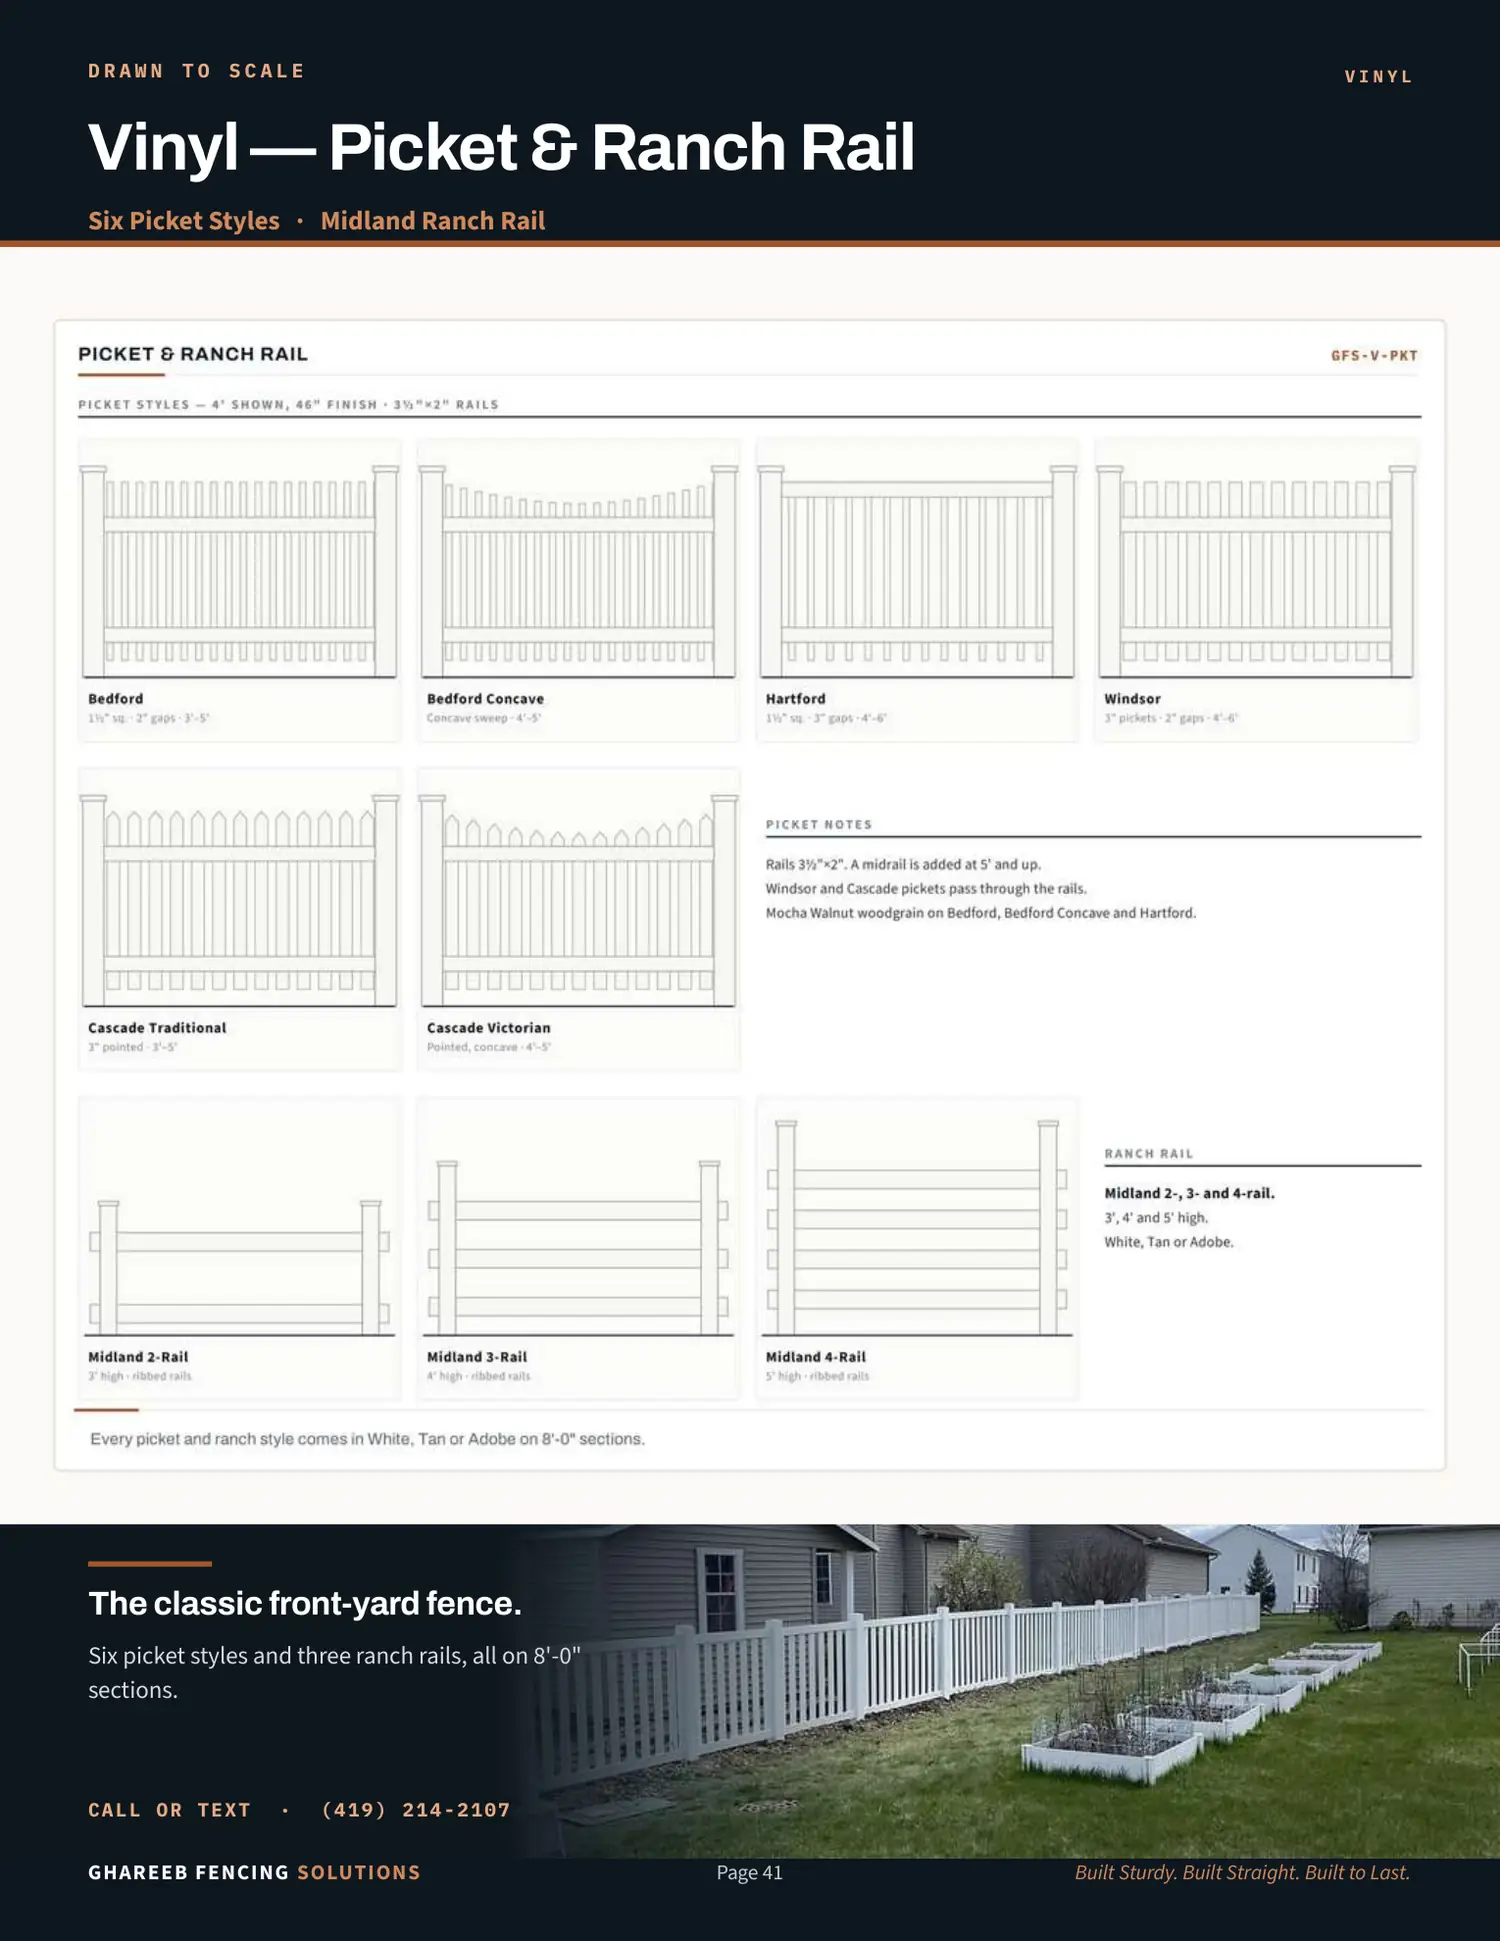 DRAWN TO SCALE
VINYL
Vinyl — Picket & Ranch Rail
Six Picket Styles · Midland Ranch Rail
PICKET & RANCH RAIL
GFS-V-PKT
PICKET STYLES — 4' SHOWN, 46" FINISH · 3½"×2" RAILS
Bedford
1½" sq. · 2" gaps · 3'–5'
Bedford Concave
Concave sweep · 4'–5'
Hartford
1½" sq. · 3" gaps · 4'–6'
Windsor
3" pickets · 2" gaps · 4'–6'
Cascade Traditional
3" pointed · 3'–5'
Cascade Victorian
Pointed, concave · 4'–5'
PICKET NOTES
Rails 3½"×2". A midrail is added at 5' and up.
Windsor and Cascade pickets pass through the rails.
Mocha Walnut woodgrain on Bedford, Bedford Concave and Hartford.
Midland 2-Rail
3' high · ribbed rails
Midland 3-Rail
4' high · ribbed rails
Midland 4-Rail
5' high · ribbed rails
RANCH RAIL
Midland 2-, 3- and 4-rail.
3', 4' and 5' high.
White, Tan or Adobe.
Every picket and ranch style comes in White, Tan or Adobe on 8'-0" sections.
The classic front-yard fence.
Six picket styles and three ranch rails, all on 8'-0"
sections.
CALL OR TEXT · (419) 214-2107
GHAREEB FENCING SOLUTIONS
Page 41
Built Sturdy. Built Straight. Built to Last.